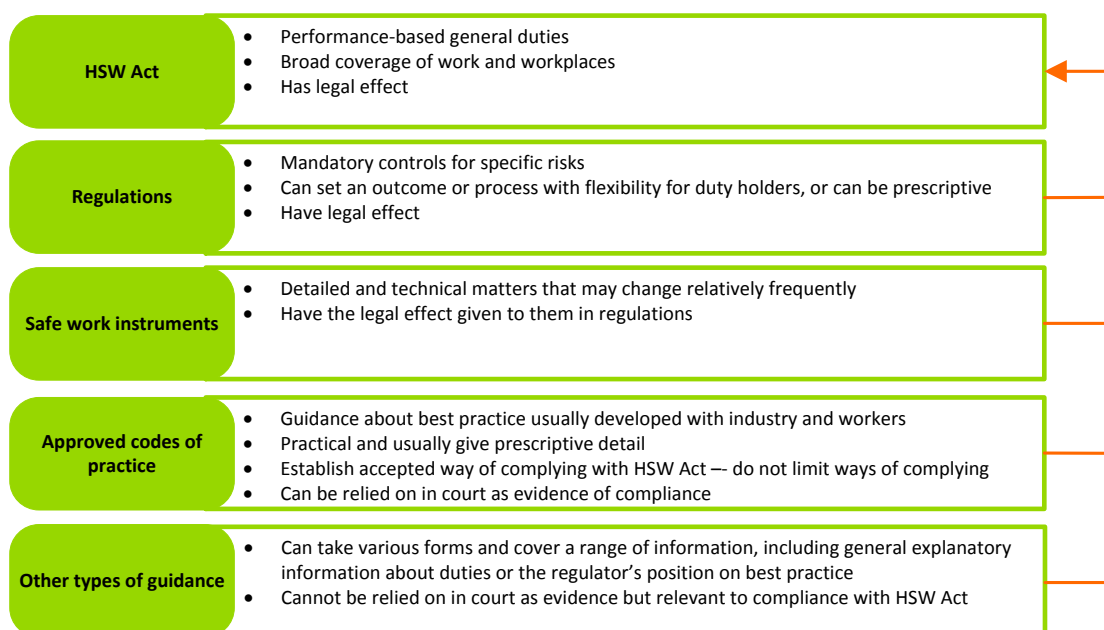 HSW Act
• Performance-based general duties
• Broad coverage of work and workplaces
• Has legal effect
Regulations
• Mandatory controls for specific risks
• Can set an outcome or process with flexibility for duty holders, or can be prescriptive
• Have legal effect
Safe work instruments
• Detailed and technical matters that may change relatively frequently
• Have the legal effect given to them in regulations
Approved codes of
practice
• Guidance about best practice usually developed with industry and workers
• Practical and usually give prescriptive detail
• Establish accepted way of complying with HSW Act –- do not limit ways of complying
• Can be relied on in court as evidence of compliance
Other types of guidance
• Can take various forms and cover a range of information, including general explanatory
information about duties or the regulator’s position on best practice
• Cannot be relied on in court as evidence but relevant to compliance with HSW Act